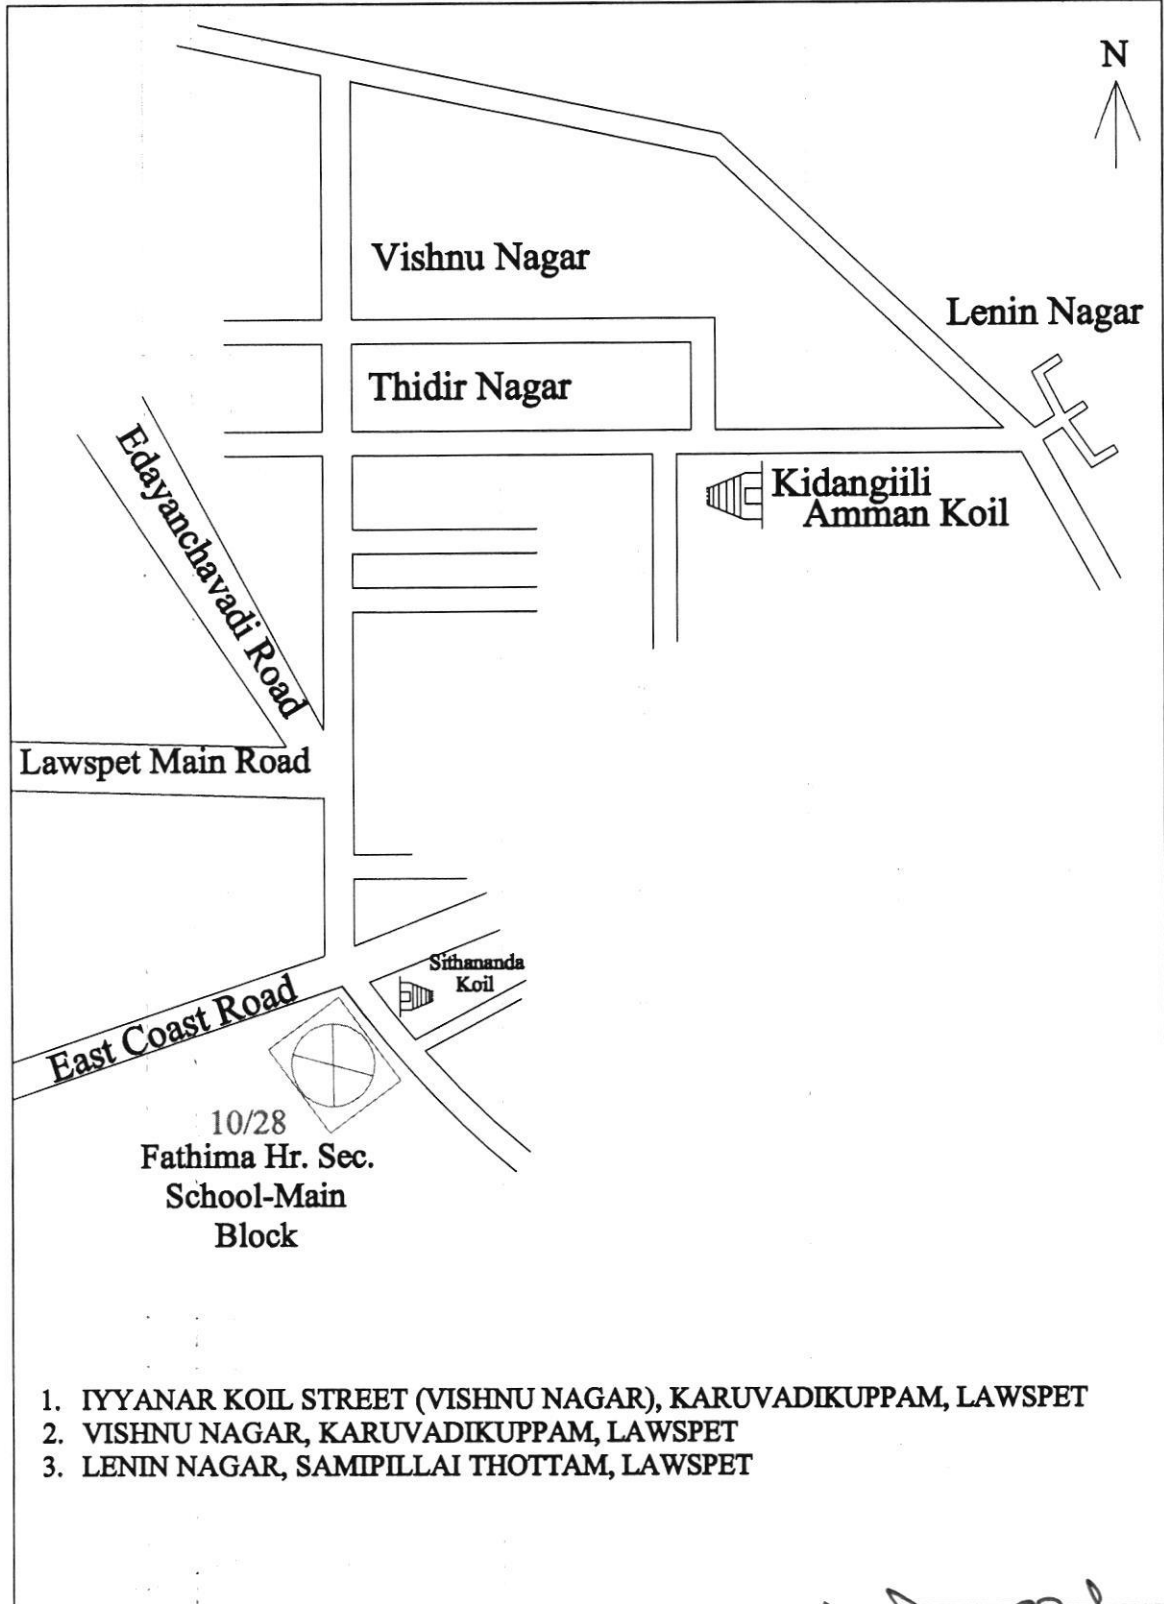 N
Vishnu Nagar
Lenin Nagar
Thidir Nagar
Edayanchavadi Road
Kidangiili
Amman Koil
Lawspet Main Road
Sithananda
Koil
East Coast Road
10/28
Fathima Hr. Sec.
School-Main
Block
1. IYYANAR KOIL STREET (VISHNU NAGAR), KARUVADIKUPPAM, LAWSPET
2. VISHNU NAGAR, KARUVADIKUPPAM, LAWSPET
3. LENIN NAGAR, SAMIPILLAI THOTTAM, LAWSPET